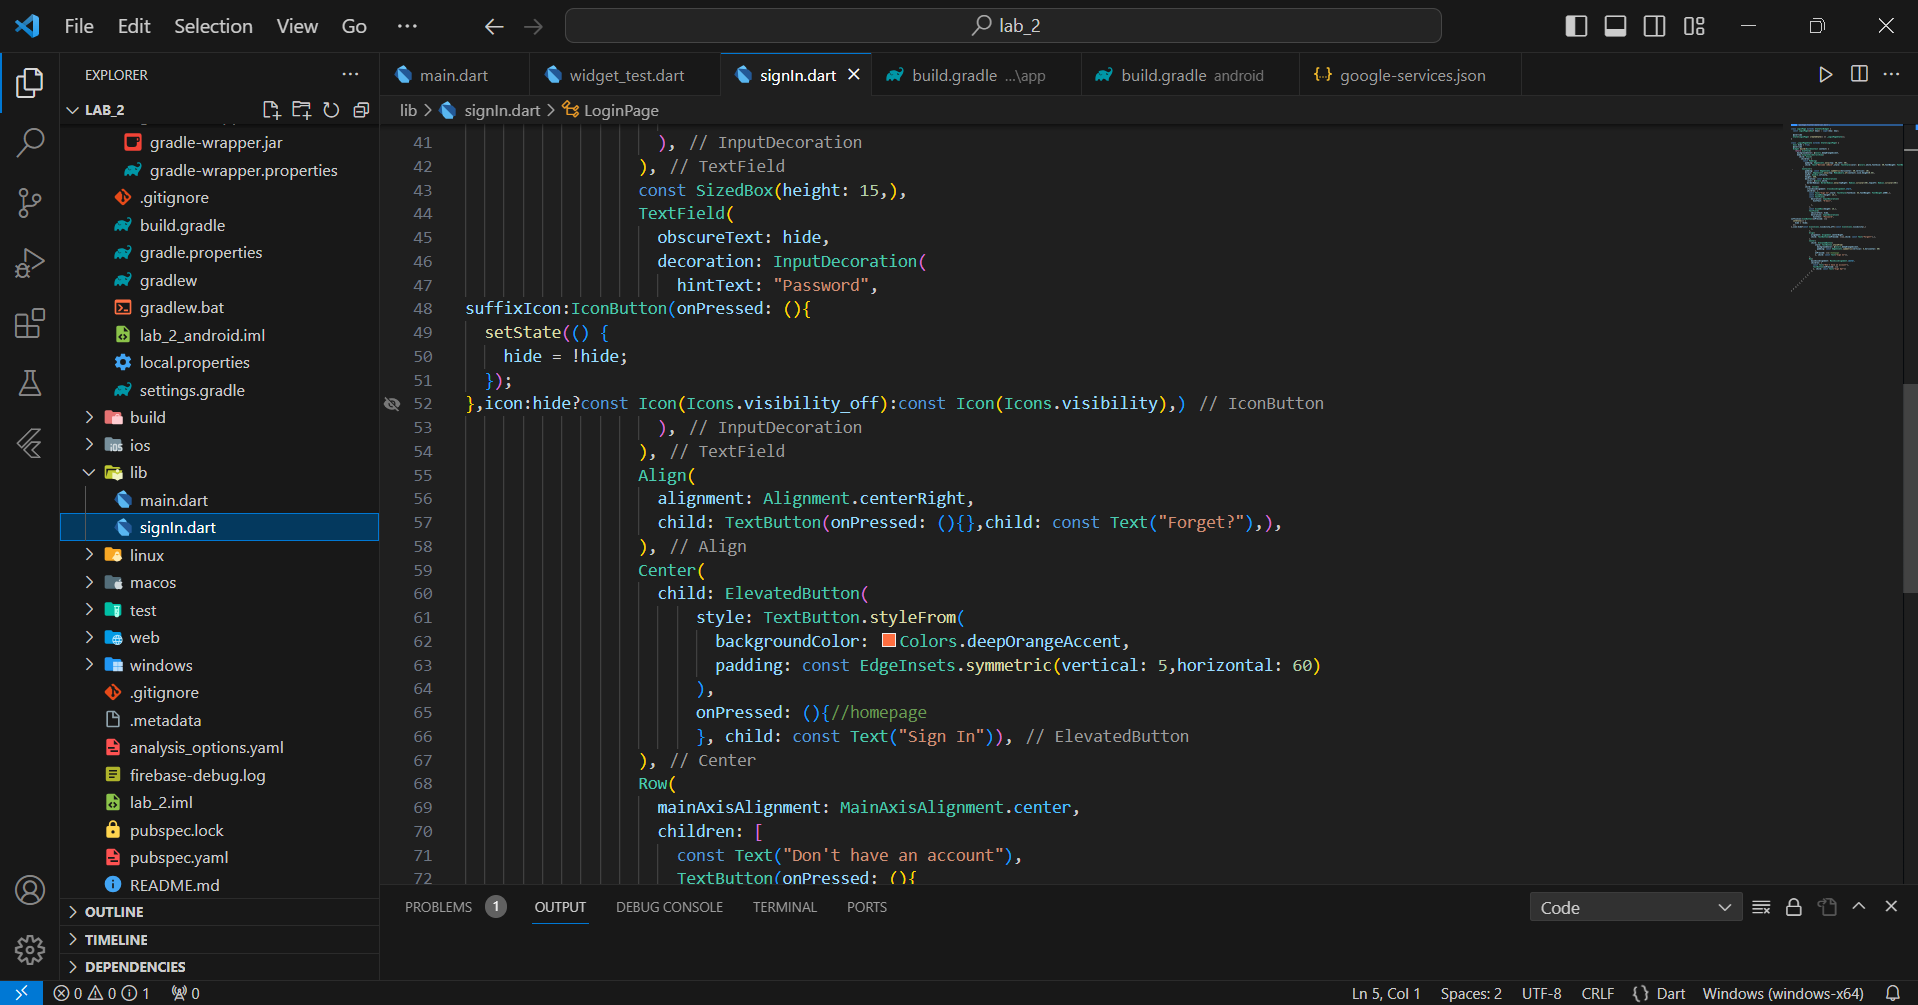 File Edit Selection View Go ··· lab_2
EXPLORER ···
LAB_2
gradle-wrapper.jar
gradle-wrapper.properties
.gitignore
build.gradle
gradle.properties
gradlew
gradlew.bat
lab_2_android.iml
local.properties
settings.gradle
build
ios
lib
main.dart
signIn.dart
linux
macos
test
web
windows
.gitignore
.metadata
analysis_options.yaml
firebase-debug.log
lab_2.iml
pubspec.lock
pubspec.yaml
README.md
OUTLINE
TIMELINE
DEPENDENCIES
main.dart widget_test.dart signIn.dart build.gradle ...\app build.gradle android google-services.json
lib > signIn.dart > LoginPage
41 ), // InputDecoration
42 ), // TextField
43 const SizedBox(height: 15,),
44 TextField(
45 obscureText: hide,
46 decoration: InputDecoration(
47 hintText: "Password",
48 suffixIcon:IconButton(onPressed: (){
49 setState(() {
50 hide = !hide;
51 });
52 },icon:hide?const Icon(Icons.visibility_off):const Icon(Icons.visibility),) // IconButton
53 ), // InputDecoration
54 ), // TextField
55 Align(
56 alignment: Alignment.centerRight,
57 child: TextButton(onPressed: (){},child: const Text("Forget?"),),
58 ), // Align
59 Center(
60 child: ElevatedButton(
61 style: TextButton.styleFrom(
62 backgroundColor: Colors.deepOrangeAccent,
63 padding: const EdgeInsets.symmetric(vertical: 5,horizontal: 60)
64 ),
65 onPressed: (){//homepage
66 }, child: const Text("Sign In")), // ElevatedButton
67 ), // Center
68 Row(
69 mainAxisAlignment: MainAxisAlignment.center,
70 children: [
71 const Text("Don't have an account"),
72 TextButton(onPressed: (){
PROBLEMS 1 OUTPUT DEBUG CONSOLE TERMINAL PORTS Code
0 0 1 0 Ln 5, Col 1 Spaces: 2 UTF-8 CRLF {} Dart Windows (windows-x64)